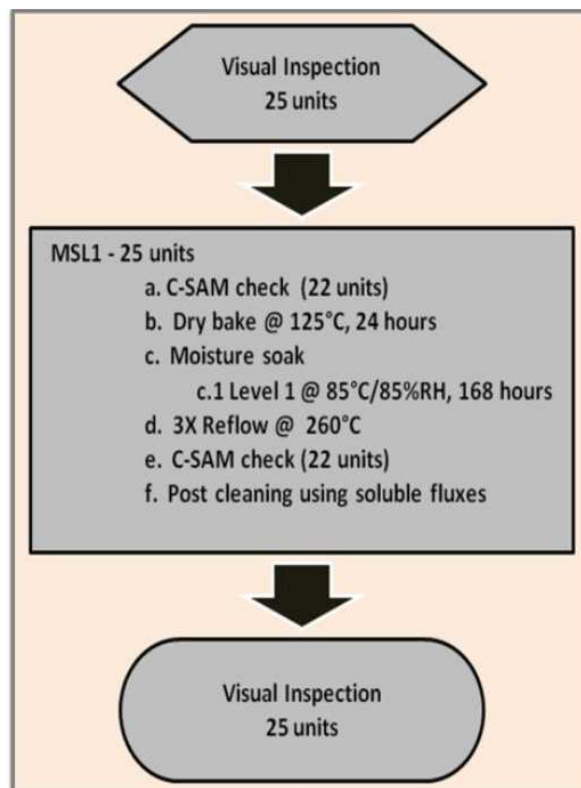 Visual Inspection
25 units
MSL1 - 25 units
a. C-SAM check (22 units)
b. Dry bake @ 125°C, 24 hours
c. Moisture soak
c.1 Level 1 @ 85°C/85%RH, 168 hours
d. 3X Reflow @ 260°C
e. C-SAM check (22 units)
f. Post cleaning using soluble fluxes
Visual Inspection
25 units